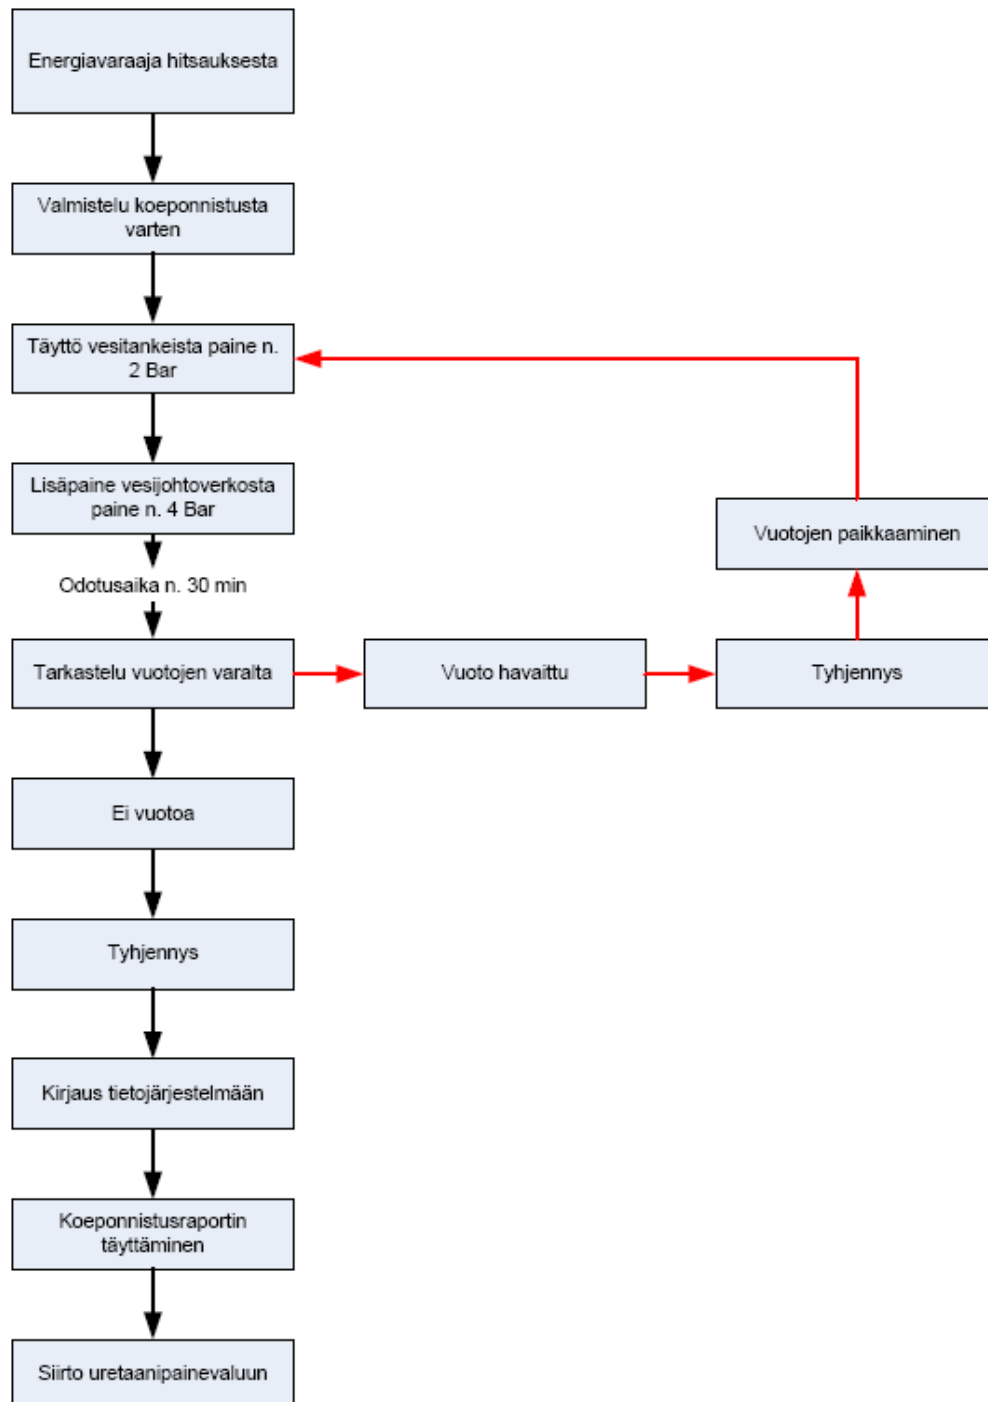 Energiavaraaja hitsauksesta
Valmistelu koeponnistusta
varten
Täyttö vesitankeista paine n.
2 Bar
Lisäpaine vesijohtoverkosta
paine n. 4 Bar
Vuotojen paikkaaminen
Odotusaika n. 30 min
Tarkastelu vuotojen varalta
Vuoto havaittu
Tyhjennys
Ei vuotoa
Tyhjennys
Kirjaus tietojärjestelmään
Koeponnistusraportin
täyttäminen
Siirto uretaanipainevaluun